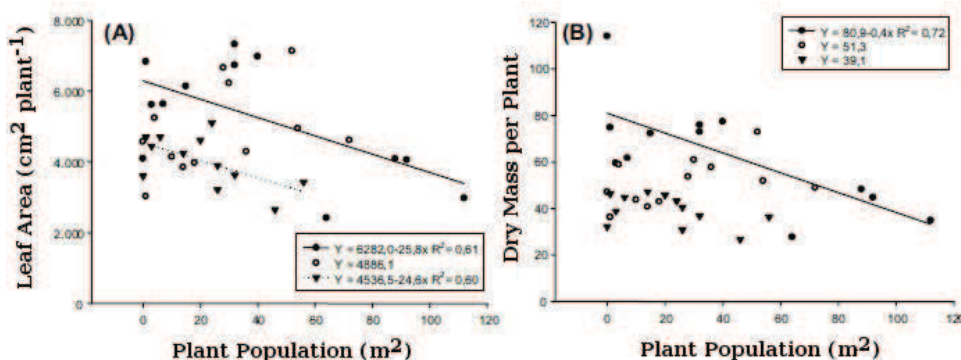 (A)
Leaf Area (cm² plant⁻¹)
8.000
6.000
4.000
2.000
0
Y = 6282,0-25,8x R² = 0,61
Y = 4886,1
Y = 4536,5-24,6x R² = 0,60
0 20 40 60 80 100 120
Plant Population (m²)
(B)
Dry Mass per Plant
120
100
80
60
40
20
0
Y = 80,9-0,4x R² = 0,72
Y = 51,3
Y = 39,1
0 20 40 60 80 100 120
Plant Population (m²)